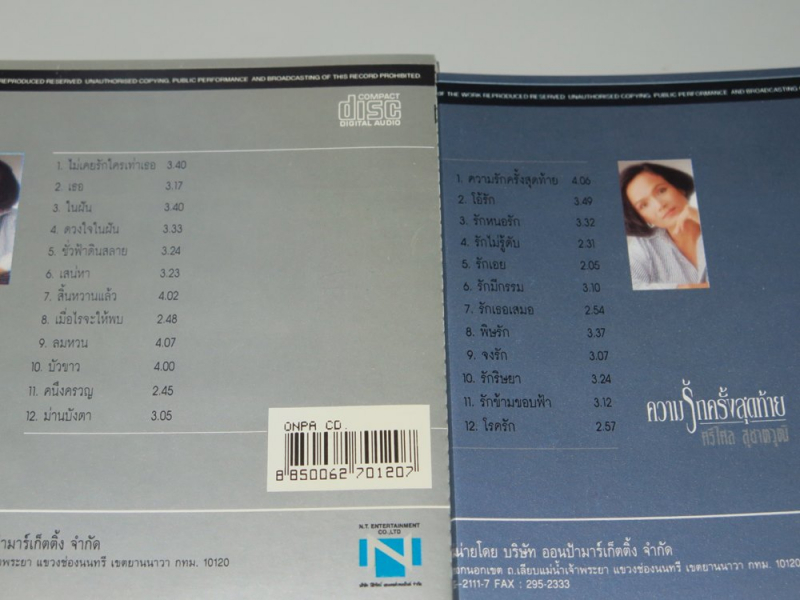 REPRODUCED RESERVED. UNAUTHORISED COPYING, PUBLIC PERFORMANCE AND BROADCASTING OF THIS RECORD PROHIBITED
COMPACT
disc
DIGITAL AUDIO
1. ไม่เคยรักใครเท่าเธอ 3.40
2. เธอ 3.17
3. ในฝัน 3.40
4. ดวงใจในฝัน 3.33
5. ชั่วฟ้าดินสลาย 3.24
6. เสน่หา 3.23
7. สิ้นหวานแล้ว 4.02
8. เมื่อไรจะให้พบ 2.48
9. ลมหวน 4.07
10. บัวขาว 4.00
11. คนึงครวญ 2.45
12. ม่านบังตา 3.05
ONPA CD.
8 850062 701207
N.T. ENTERTAINMENT
CO.,LTD
N
ป้ามาร์เก็ตติ้ง จำกัด
เจ้าพระยา แขวงช่องนนทรี เขตยานนาวา กทม. 10120
OF THE WORK REPRODUCED RESERVED UNAUTHORISED COPYING, PUBLIC PERFORMANCE AND BROADCASTING
1. ความรักครั้งสุดท้าย 4.06
2. โอ้รัก 3.49
3. รักหนอรัก 3.32
4. รักไม่รู้ดับ 2.31
5. รักเอย 2.05
6. รักมีกรรม 3.10
7. รักเธอเสมอ 2.54
8. พิษรัก 3.37
9. จงรัก 3.07
10. รักริษยา 3.24
11. รักข้ามขอบฟ้า 3.12
12. โรครัก 2.57
ความรักครั้งสุดท้าย
ศรีไศล สุชาตวุฒิ
น่ายโดย บริษัท ออนป้ามาร์เก็ตติ้ง จำกัด
รกนอกเขต ถ.เลียบแม่น้ำเจ้าพระยา แขวงช่องนนทรี เขตยานนาวา กทม. 10120
-2111-7 FAX : 295-2333